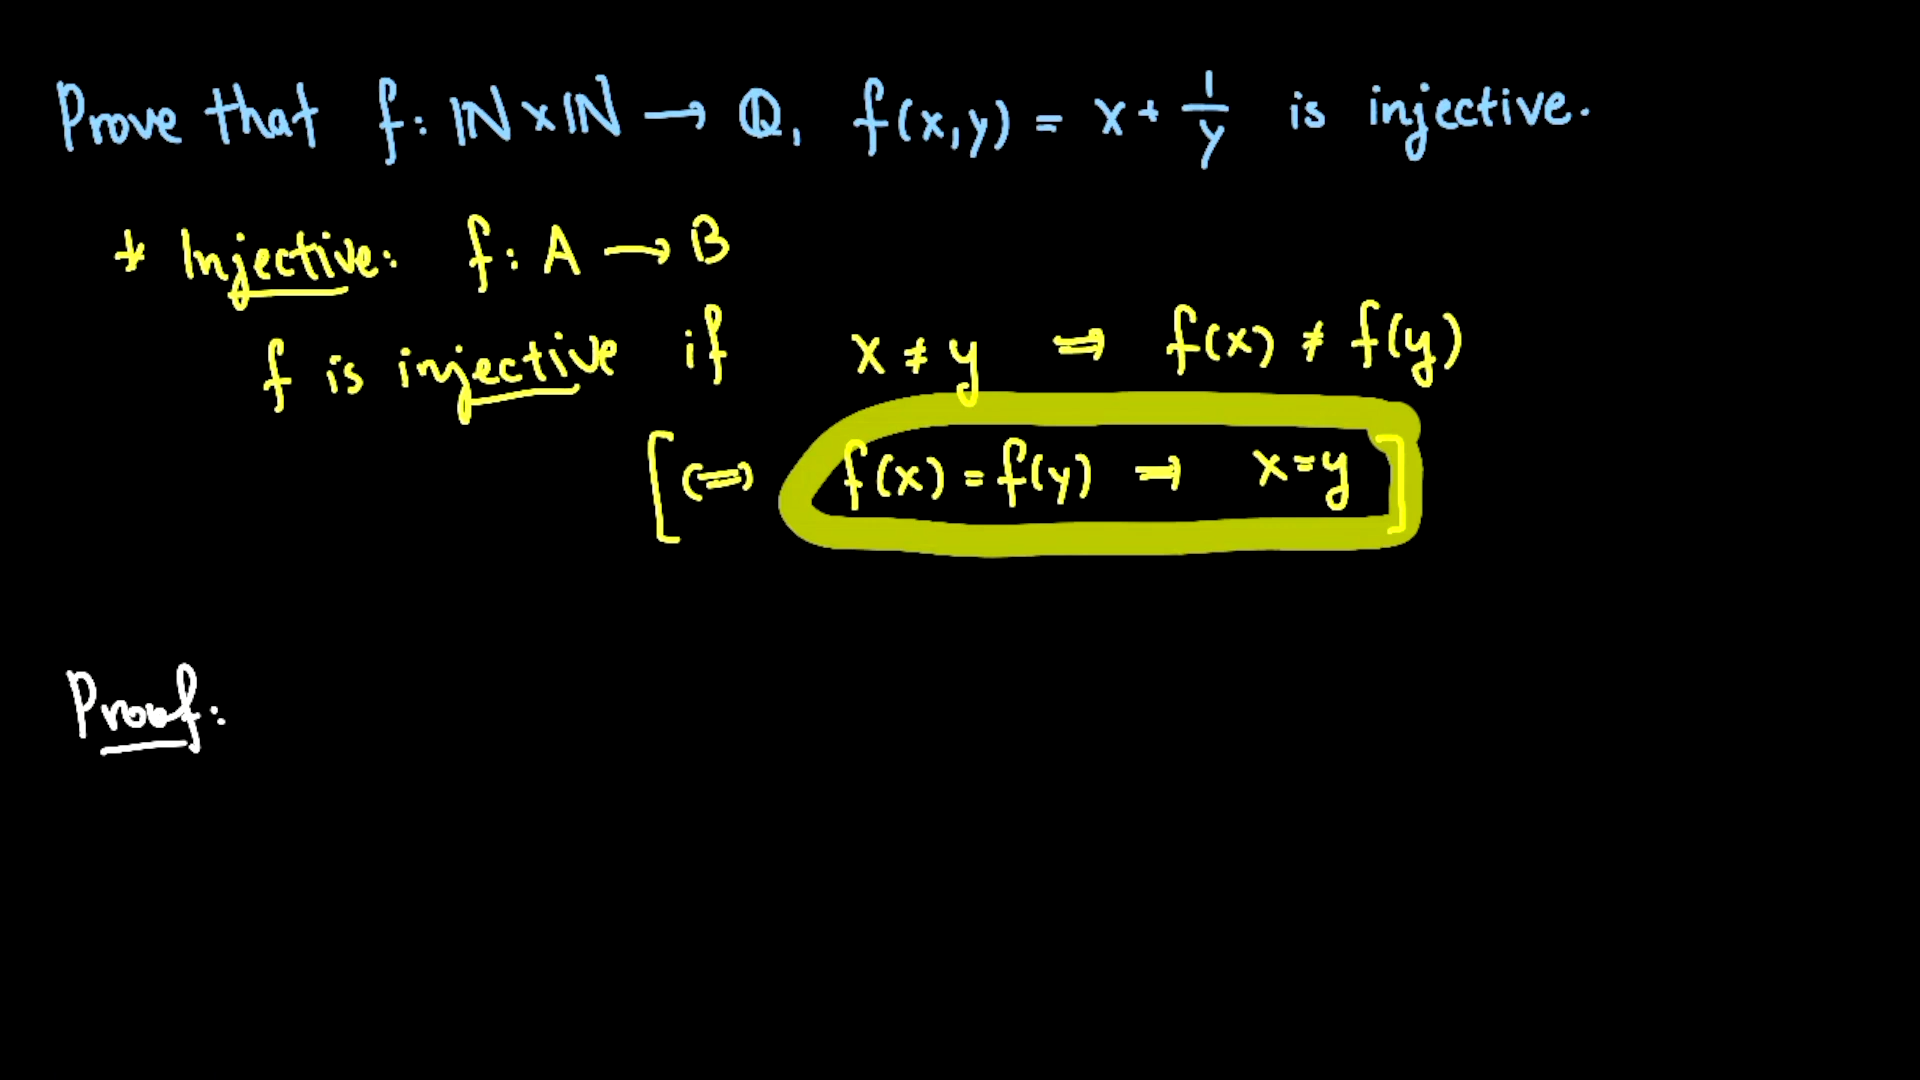 Prove that f: ℕ×ℕ → ℚ, f(x,y) = x + 1/y is injective.
* Injective: f: A → B
f is injective if x ≠ y ⇒ f(x) ≠ f(y)
[⇔ f(x) = f(y) ⇒ x=y]
Proof: